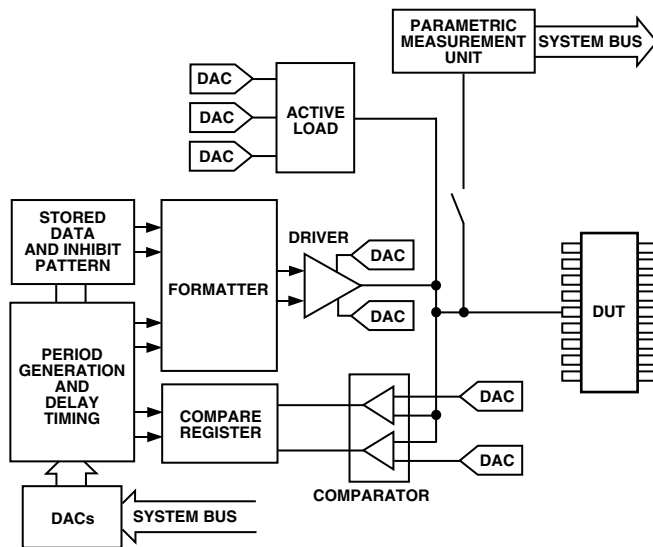 PARAMETRIC
MEASUREMENT
UNIT
SYSTEM BUS
DAC
DAC
DAC
ACTIVE
LOAD
STORED
DATA
AND INHIBIT
PATTERN
FORMATTER
DRIVER
DAC
DAC
DUT
PERIOD
GENERATION
AND
DELAY
TIMING
COMPARE
REGISTER
DAC
DAC
COMPARATOR
DACs
SYSTEM BUS